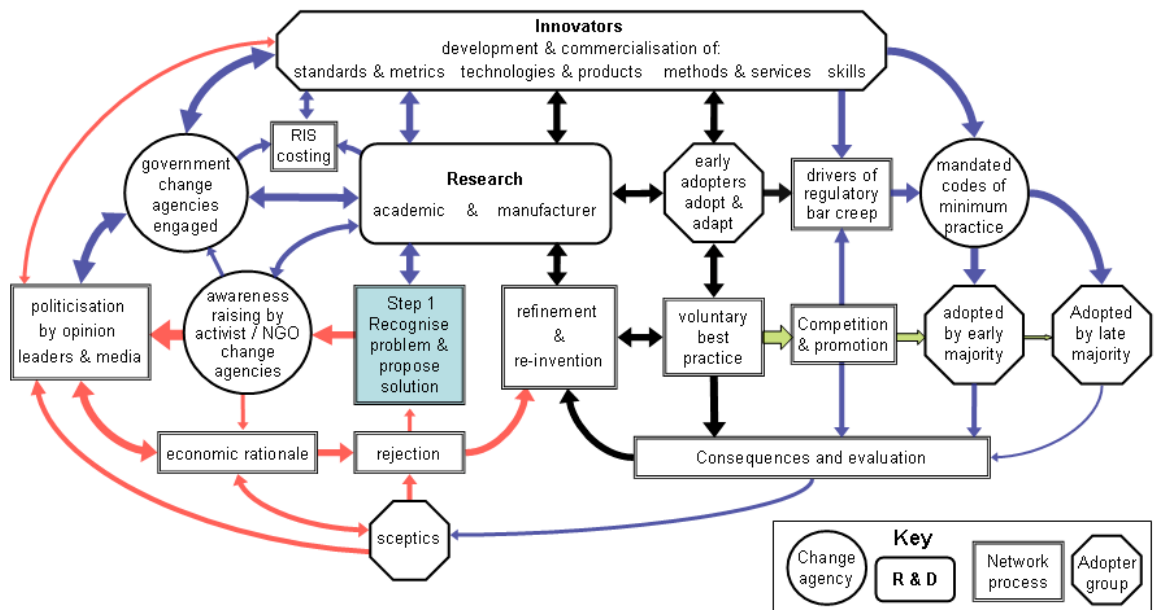 Innovators
development & commercialisation of:
standards & metrics technologies & products methods & services skills
RIS
costing
government
change
agencies
engaged
Research
academic & manufacturer
early
adopters
adopt &
adapt
drivers of
regulatory
bar creep
mandated
codes of
minimum
practice
politicisation
by opinion
leaders & media
awareness
raising by
activist / NGO
change
agencies
Step 1
Recognise
problem &
propose
solution
refinement
&
re-invention
voluntary
best
practice
Competition
& promotion
adopted
by early
majority
Adopted
by late
majority
economic rationale
rejection
Consequences and evaluation
sceptics
Key
Change
agency
R & D
Network
process
Adopter
group